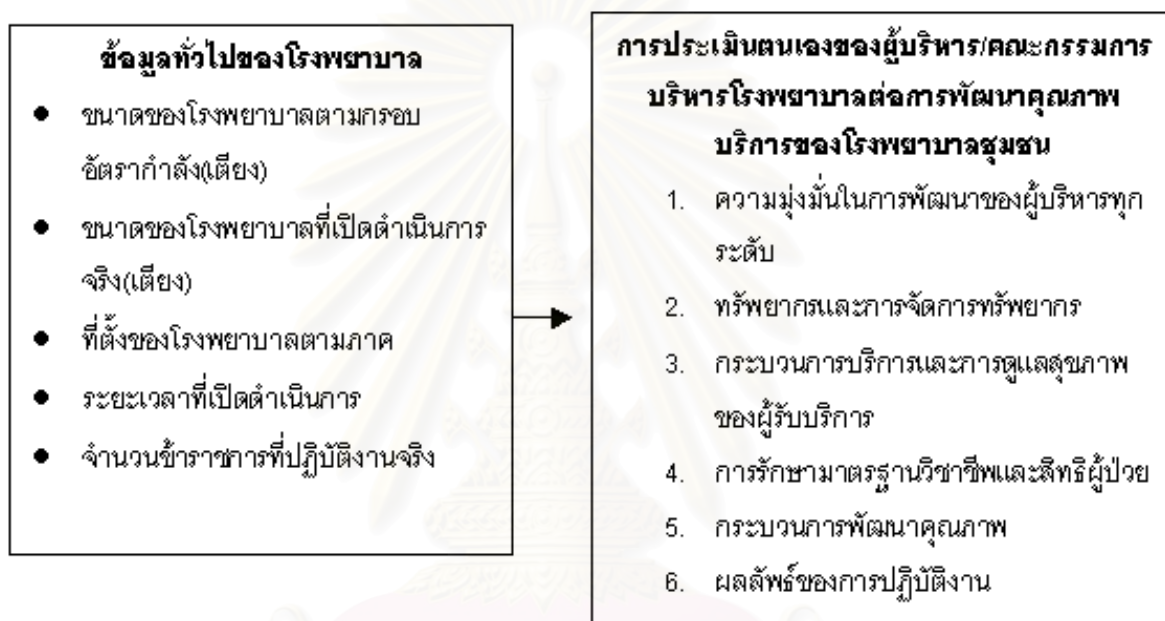 ข้อมูลทั่วไปของโรงพยาบาล
● ขนาดของโรงพยาบาลตามกรอบ
อัตรากำลัง(เตียง)
● ขนาดของโรงพยาบาลที่เปิดดำเนินการ
จริง(เตียง)
● ที่ตั้งของโรงพยาบาลตามภาค
● ระยะเวลาที่เปิดดำเนินการ
● จำนวนข้าราชการที่ปฏิบัติงานจริง
การประเมินตนเองของผู้บริหาร/คณะกรรมการ
บริหารโรงพยาบาลต่อการพัฒนาคุณภาพ
บริการของโรงพยาบาลชุมชน
1. ความมุ่งมั่นในการพัฒนาของผู้บริหารทุก
ระดับ
2. ทรัพยากรและการจัดการทรัพยากร
3. กระบวนการบริการและการดูแลสุขภาพ
ของผู้รับบริการ
4. การรักษามาตรฐานวิชาชีพและสิทธิผู้ป่วย
5. กระบวนการพัฒนาคุณภาพ
6. ผลลัพธ์ของการปฏิบัติงาน